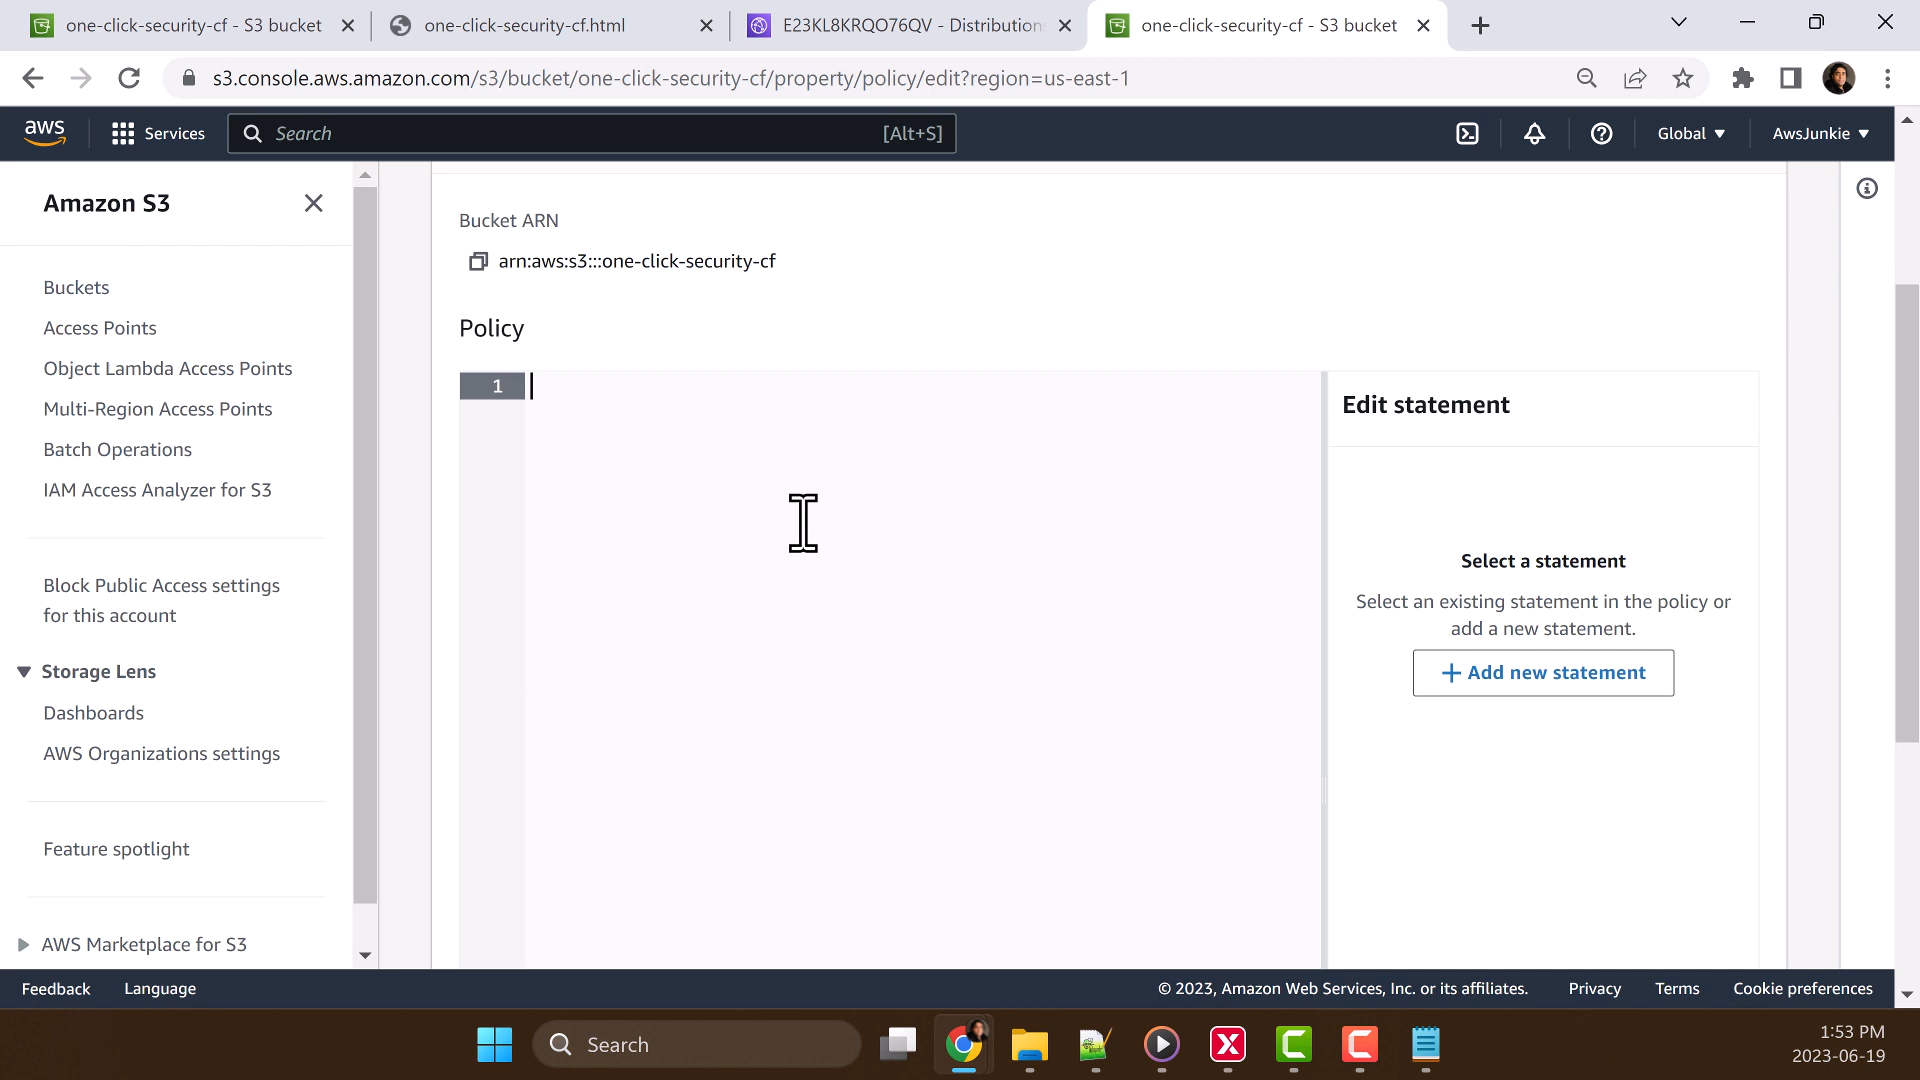 one-click-security-cf - S3 bucket
one-click-security-cf.html
E23KL8KRQO76QV - Distributions
one-click-security-cf - S3 bucket
s3.console.aws.amazon.com/s3/bucket/one-click-security-cf/property/policy/edit?region=us-east-1
aws
Services
Search
[Alt+S]
Global
AwsJunkie
Amazon S3
Buckets
Access Points
Object Lambda Access Points
Multi-Region Access Points
Batch Operations
IAM Access Analyzer for S3
Block Public Access settings
for this account
Storage Lens
Dashboards
AWS Organizations settings
Feature spotlight
AWS Marketplace for S3
Bucket ARN
arn:aws:s3:::one-click-security-cf
Policy
1
Edit statement
Select a statement
Select an existing statement in the policy or
add a new statement.
+ Add new statement
Feedback
Language
© 2023, Amazon Web Services, Inc. or its affiliates.
Privacy
Terms
Cookie preferences
Search
1:53 PM
2023-06-19